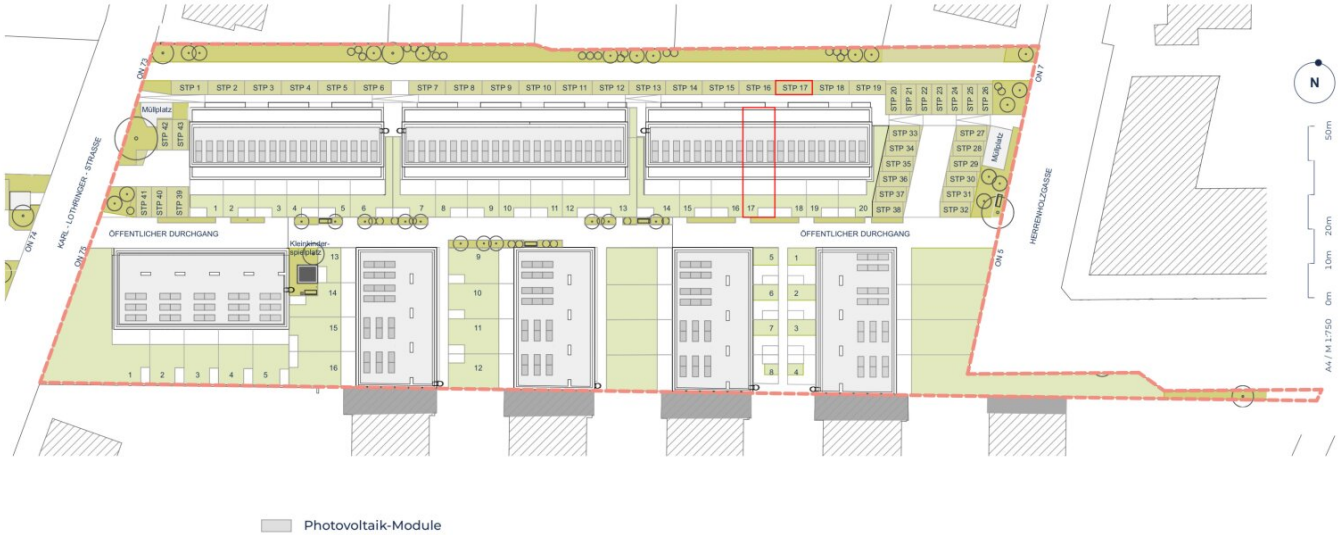 ON 73
ON 7
STP 1 STP 2 STP 3 STP 4 STP 5 STP 6 STP 7 STP 8 STP 9 STP 10 STP 11 STP 12 STP 13 STP 14 STP 15 STP 16 STP 17 STP 18 STP 19
STP 20
STP 21
STP 22
STP 23
STP 24
STP 25
STP 26
N
Müllplatz
STP 42
STP 43
STP 33 STP 27
STP 34 STP 28
STP 35 STP 29
STP 36 STP 30
STP 37 STP 31
STP 38 STP 32
Müllplatz
50m
20m
10m
0m
A4 / M 1:750
KARL - LOTHRINGER - STRASSE
HERRENHOLZGASSE
STP 41
STP 40
STP 39
1 2 3 4 5 6 7 8 9 10 11 12 13 14 15 16 17 18 19 20
ON 74
ON 75
ON 5
ÖFFENTLICHER DURCHGANG
ÖFFENTLICHER DURCHGANG
Kleinkinder-
spielplatz
13 9 5 1
14 10 6 2
15 11 7 3
16 12 8 4
1 2 3 4 5
Photovoltaik-Module